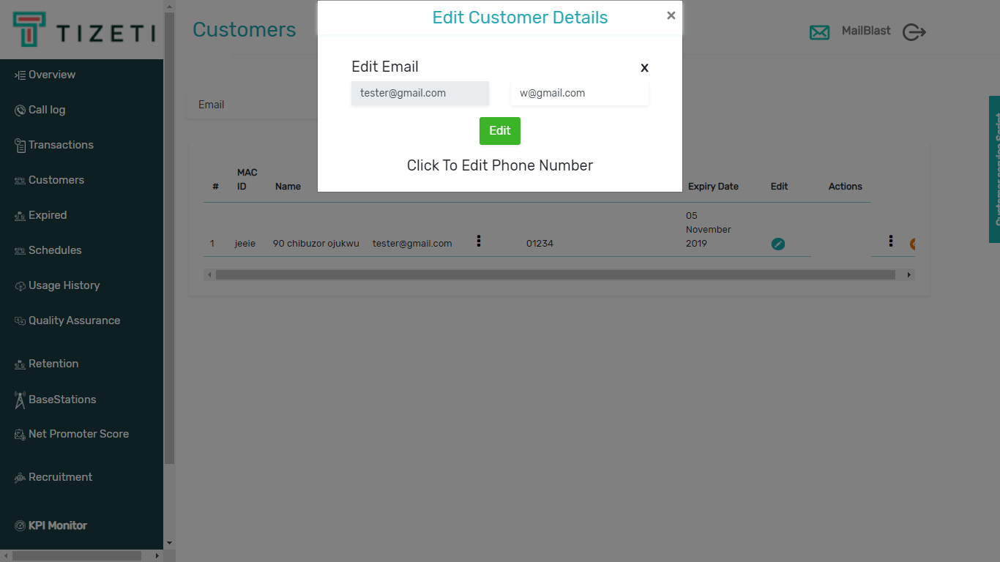 TIZETI
Overview
Call log
Transactions
Customers
Expired
Schedules
Usage History
Quality Assurance
Retention
BaseStations
Net Promoter Score
Recruitment
KPI Monitor
Customers
MailBlast
Edit Customer Details
×
Edit Email
x
tester@gmail.com w@gmail.com
Edit
Click To Edit Phone Number
Email
# MAC ID Name Expiry Date Edit Actions
1 jeeie 90 chibuzor ojukwu tester@gmail.com 01234 05 November 2019
Customer service Script